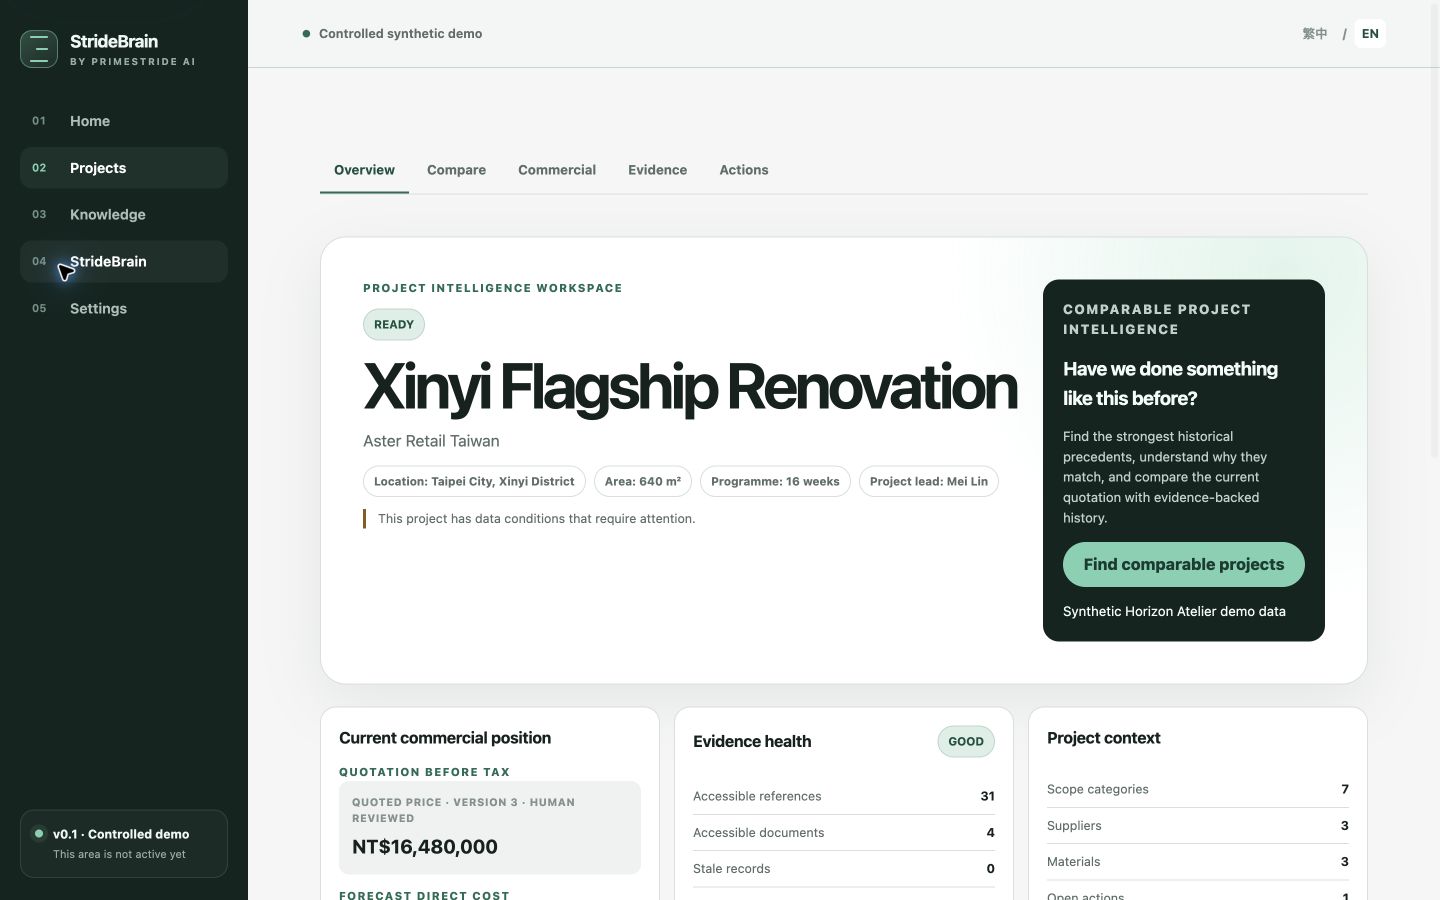 StrideBrain
BY PRIMESTRIDE AI
01 Home
02 Projects
03 Knowledge
04 StrideBrain
05 Settings
v0.1 · Controlled demo
This area is not active yet
Controlled synthetic demo
繁中 / EN
Overview Compare Commercial Evidence Actions
PROJECT INTELLIGENCE WORKSPACE
READY
Xinyi Flagship Renovation
Aster Retail Taiwan
Location: Taipei City, Xinyi District Area: 640 m² Programme: 16 weeks Project lead: Mei Lin
This project has data conditions that require attention.
COMPARABLE PROJECT
INTELLIGENCE
Have we done something
like this before?
Find the strongest historical
precedents, understand why they
match, and compare the current
quotation with evidence-backed
history.
Find comparable projects
Synthetic Horizon Atelier demo data
Current commercial position
QUOTATION BEFORE TAX
QUOTED PRICE · VERSION 3 · HUMAN
REVIEWED
NT$16,480,000
FORECAST DIRECT COST
Evidence health GOOD
Accessible references 31
Accessible documents 4
Stale records 0
Project context
Scope categories 7
Suppliers 3
Materials 3
Open actions 1